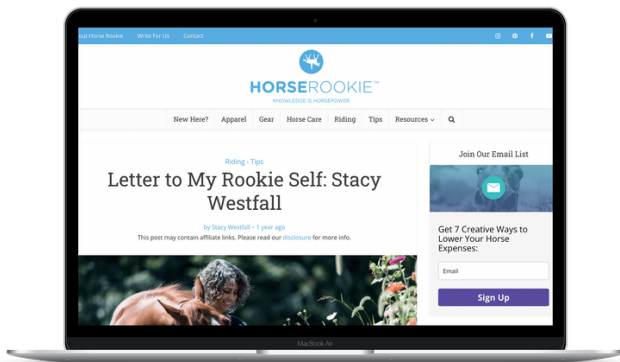 out Horse Rookie Write For Us Contact
HORSEROOKIE™
KNOWLEDGE IS HORSEPOWER
New Here? Apparel Gear Horse Care Riding Tips Resources
Riding • Tips
Letter to My Rookie Self: Stacy
Westfall
by Stacy Westfall • 1 year ago
This post may contain affiliate links. Please read our disclosure for more info.
Join Our Email List
Get 7 Creative Ways to
Lower Your Horse
Expenses:
Email
Sign Up
MacBook Air